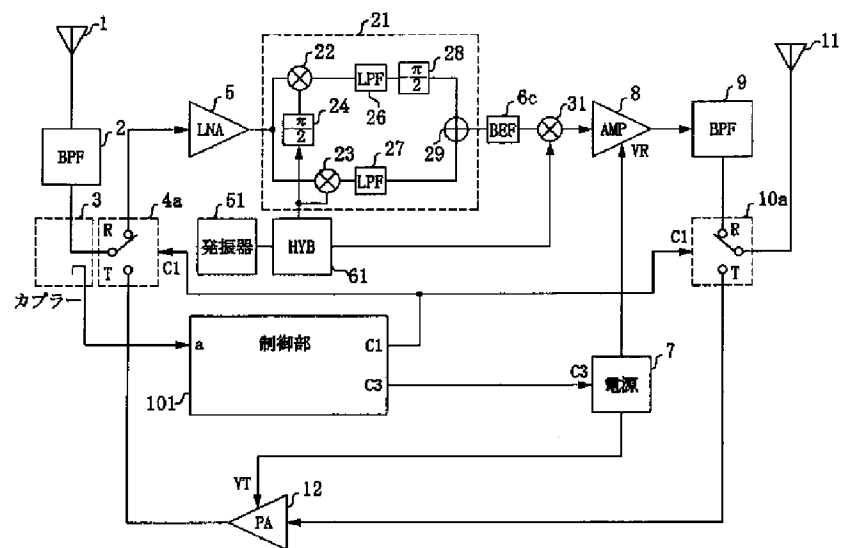 1
11
21
22
28
5
LPF
π/2
8
9
2
24
26
6c
31
LNA
π/2
29
BEF
AMP
BPF
BPF
23
27
VR
LPF
3
4a
51
10a
R
発振器
HYB
C1
R
T
C1
61
T
カプラー
a
制御部
C1
7
C3
C3
電源
101
VT
12
PA